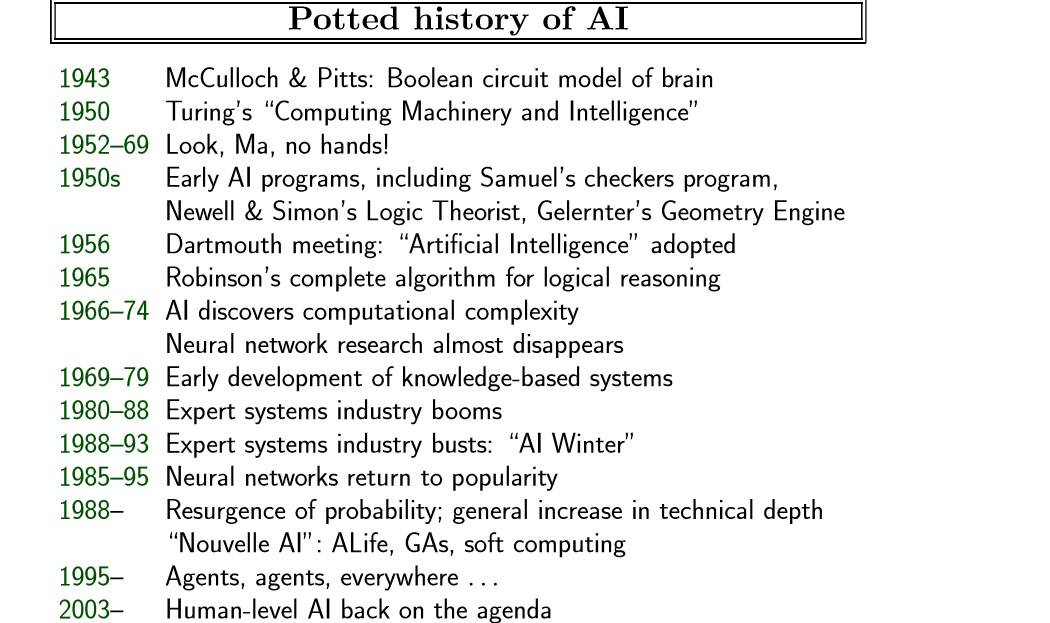 Potted history of AI
1943 McCulloch & Pitts: Boolean circuit model of brain
1950 Turing's “Computing Machinery and Intelligence”
1952–69 Look, Ma, no hands!
1950s Early AI programs, including Samuel's checkers program,
Newell & Simon's Logic Theorist, Gelernter's Geometry Engine
1956 Dartmouth meeting: “Artificial Intelligence” adopted
1965 Robinson's complete algorithm for logical reasoning
1966–74 AI discovers computational complexity
Neural network research almost disappears
1969–79 Early development of knowledge-based systems
1980–88 Expert systems industry booms
1988–93 Expert systems industry busts: “AI Winter”
1985–95 Neural networks return to popularity
1988– Resurgence of probability; general increase in technical depth
“Nouvelle AI”: ALife, GAs, soft computing
1995– Agents, agents, everywhere . . .
2003– Human-level AI back on the agenda